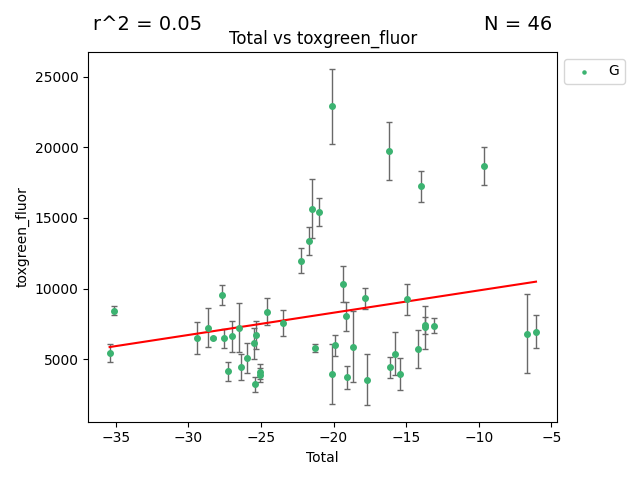 r^2 = 0.05
N = 46
Total vs toxgreen_fluor
G
25000
20000
15000
10000
5000
toxgreen_fluor
−35
−30
−25
−20
−15
−10
−5
Total